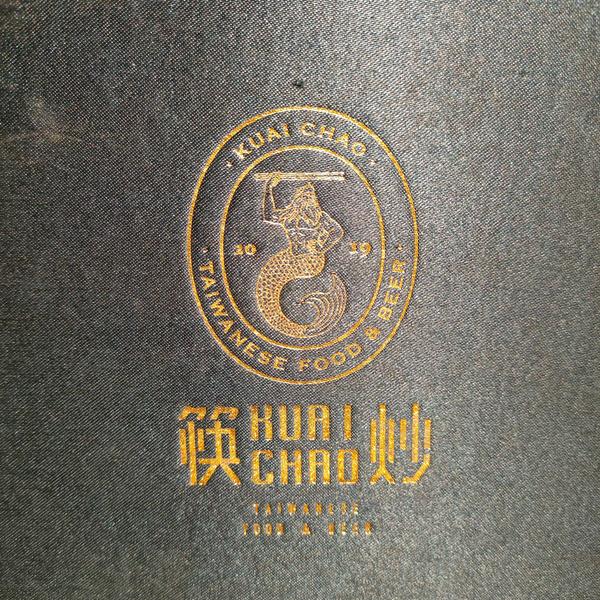 KUAI CHAO
20 19
TAIWANESE FOOD & BEER
筷 KUAI CHAO 炒
TAIWANESE
FOOD & BEER